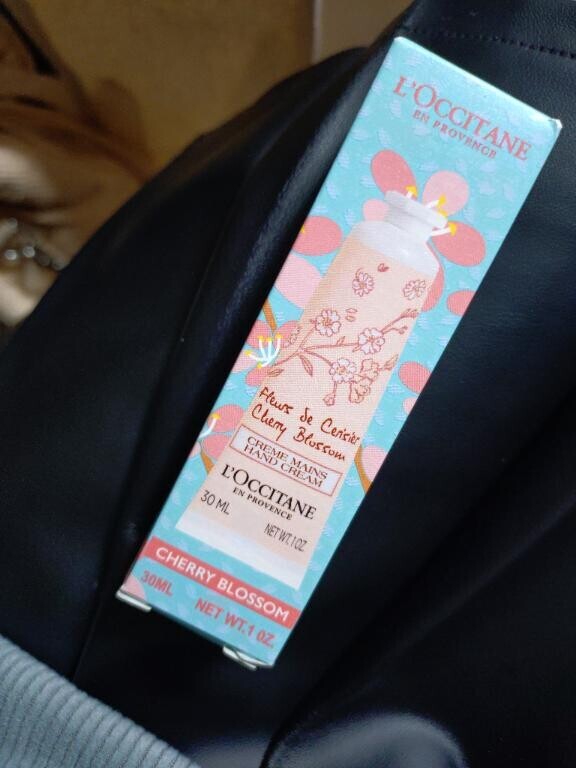 L'OCCITANE
EN PROVENCE
Fleurs de Cerisier
Cherry Blossom
CREME MAINS
HAND CREAM
L'OCCITANE
EN PROVENCE
30 ML
NET WT.1 OZ
CHERRY BLOSSOM
30ML NET WT.1 OZ.